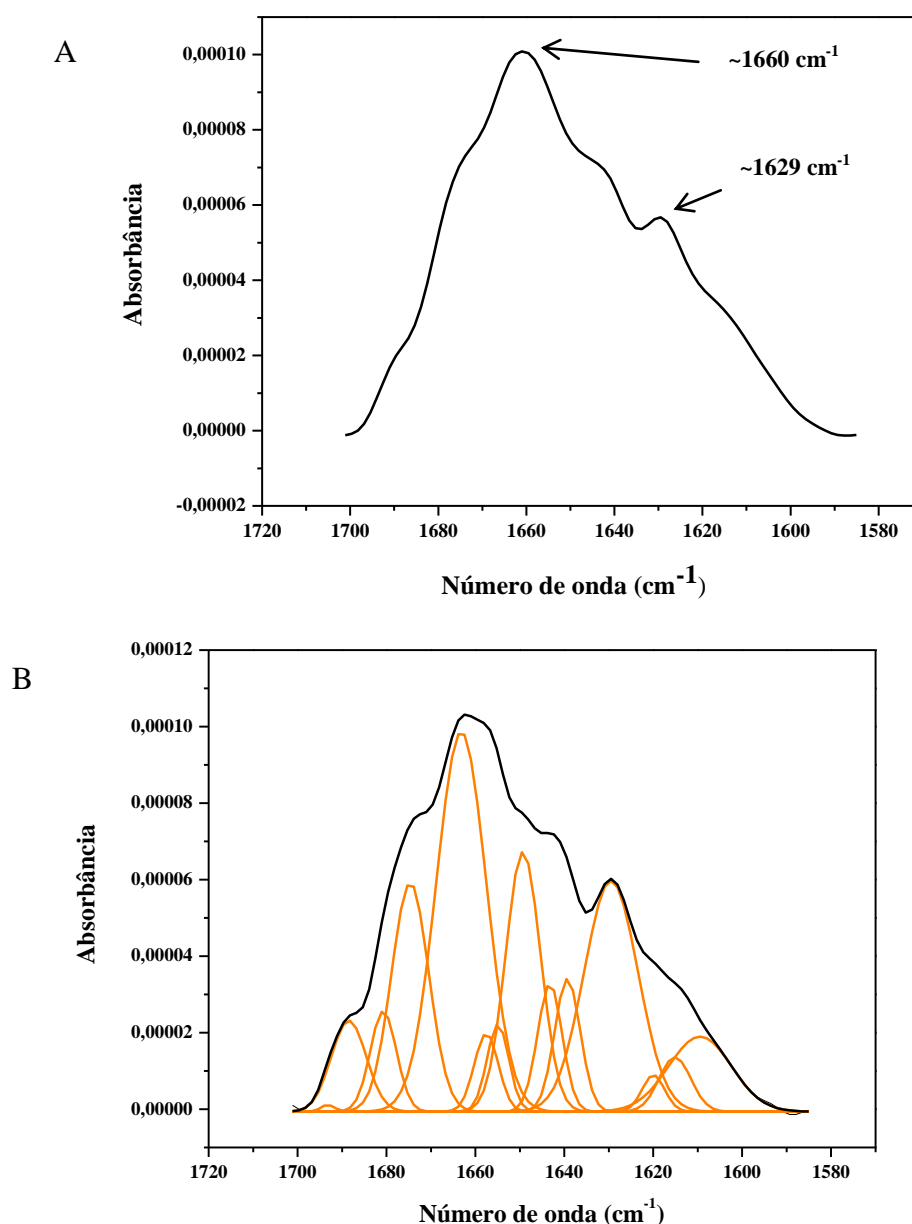 A
0,00010
0,00008
0,00006
0,00004
0,00002
0,00000
-0,00002
Absorbância
~1660 cm⁻¹
~1629 cm⁻¹
1720 1700 1680 1660 1640 1620 1600 1580
Número de onda (cm⁻¹)
B
0,00012
0,00010
0,00008
0,00006
0,00004
0,00002
0,00000
Absorbância
1720 1700 1680 1660 1640 1620 1600 1580
Número de onda (cm⁻¹)